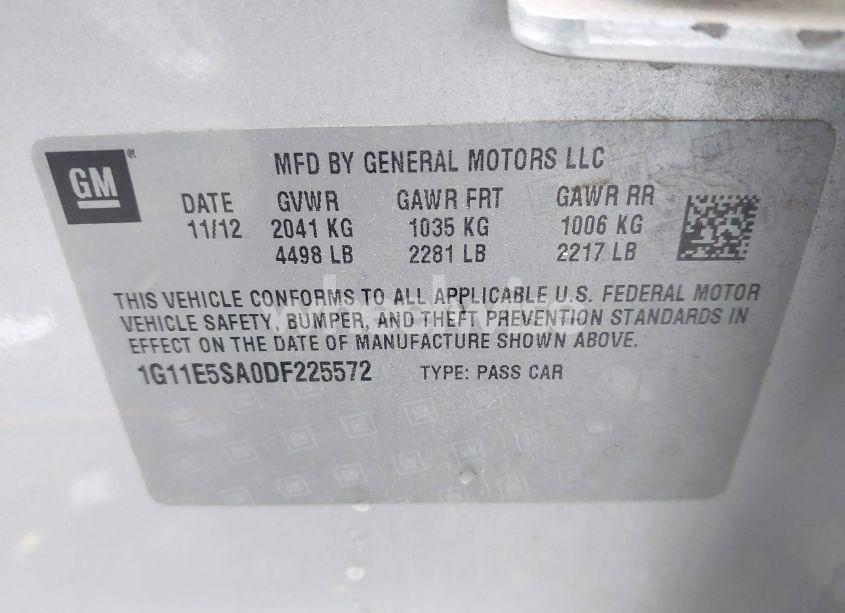 GM
MFD BY GENERAL MOTORS LLC
DATE GVWR GAWR FRT GAWR RR
11/12 2041 KG 1035 KG 1006 KG
4498 LB 2281 LB 2217 LB
THIS VEHICLE CONFORMS TO ALL APPLICABLE U.S. FEDERAL MOTOR
VEHICLE SAFETY, BUMPER, AND THEFT PREVENTION STANDARDS IN
EFFECT ON THE DATE OF MANUFACTURE SHOWN ABOVE.
1G11E5SA0DF225572 TYPE: PASS CAR